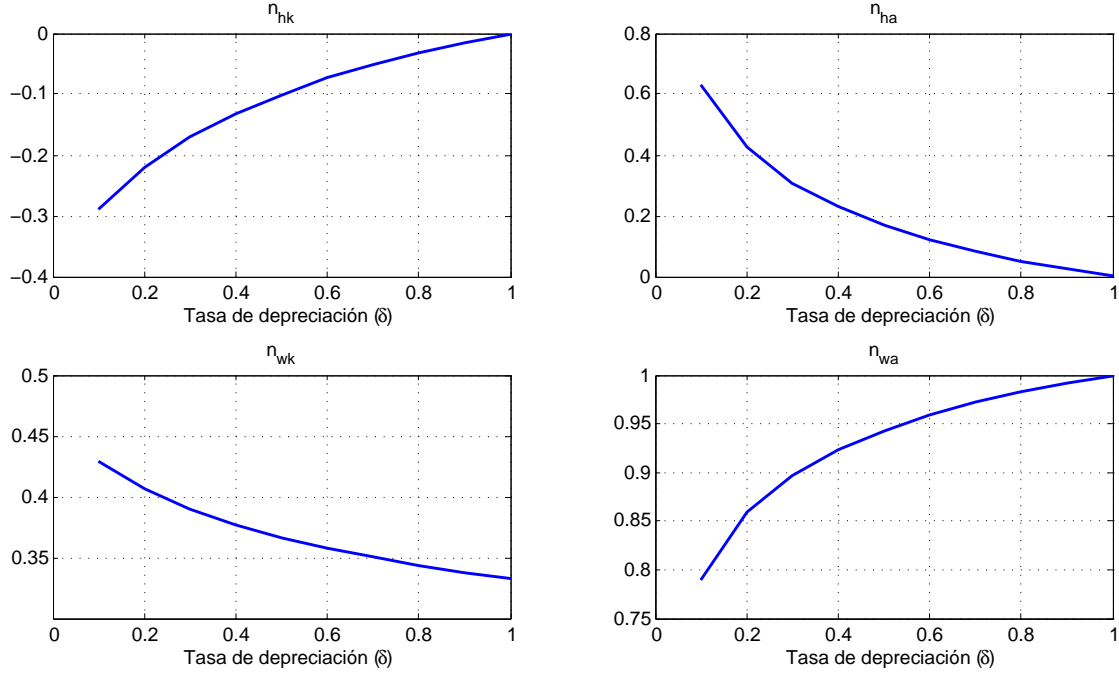 n_hk
0
−0.1
−0.2
−0.3
−0.4
0 0.2 0.4 0.6 0.8 1
Tasa de depreciación (δ)
n_ha
0.8
0.6
0.4
0.2
0
0 0.2 0.4 0.6 0.8 1
Tasa de depreciación (δ)
n_wk
0.5
0.45
0.4
0.35
0 0.2 0.4 0.6 0.8 1
Tasa de depreciación (δ)
n_wa
1
0.95
0.9
0.85
0.8
0.75
0 0.2 0.4 0.6 0.8 1
Tasa de depreciación (δ)